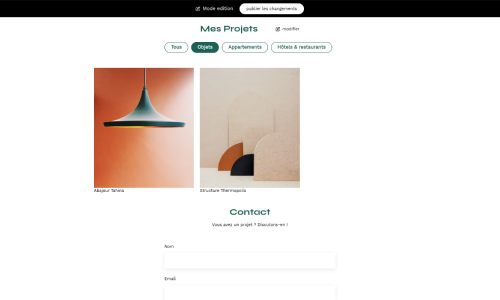 Mode edition publier les changements
Mes Projets modifier
Tous Objets Appartements Hôtels & restaurants
Abajour Tahina Structure Thermopolis
Contact
Vous avez un projet ? Discutons-en !
Nom
Email